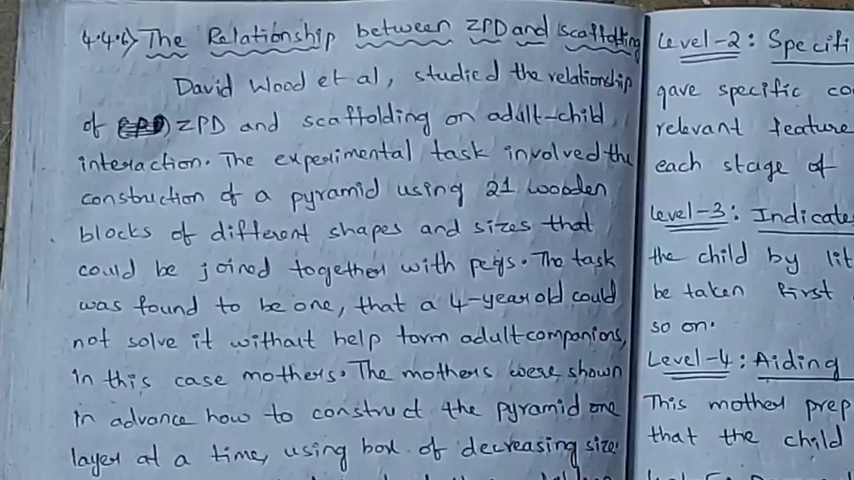 4.4.6) The Relationship between ZPD and scaffolding
David Wood et al, studied the relationship
of ZPD and scaffolding on adult-child
interaction. The experimental task involved the
construction of a pyramid using 21 wooden
blocks of different shapes and sizes that
could be joined together with pegs. The task
was found to be one, that a 4-year old could
not solve it without help form adult companions,
in this case mothers. The mothers were shown
in advance how to construct the pyramid one
layer at a time, using box of decreasing size
Level-2: Specifi
gave specific co
relevant feature
each stage of
Level-3: Indicate
the child by lit
be taken first
so on.
Level-4: Aiding
This mother prep
that the child